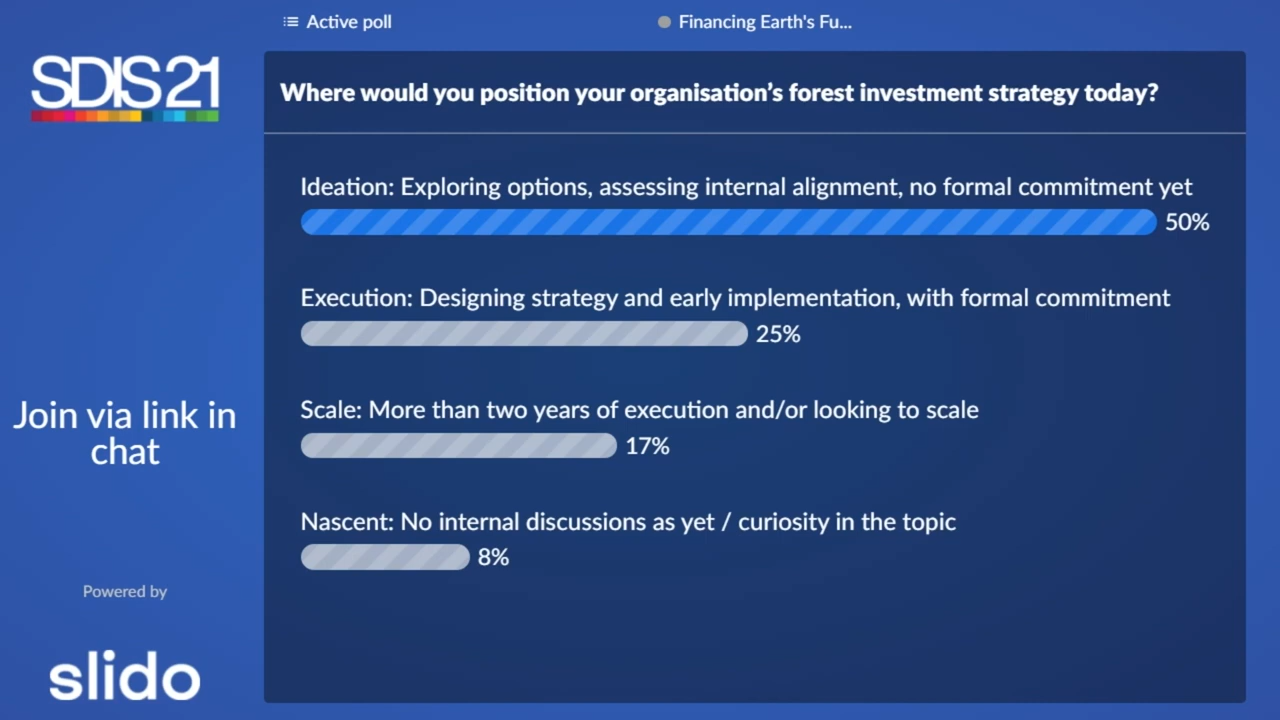 Active poll
Financing Earth's Fu...
SDIS21
Where would you position your organisation’s forest investment strategy today?
Ideation: Exploring options, assessing internal alignment, no formal commitment yet
50%
Execution: Designing strategy and early implementation, with formal commitment
25%
Scale: More than two years of execution and/or looking to scale
17%
Nascent: No internal discussions as yet / curiosity in the topic
8%
Join via link in
chat
Powered by
slido